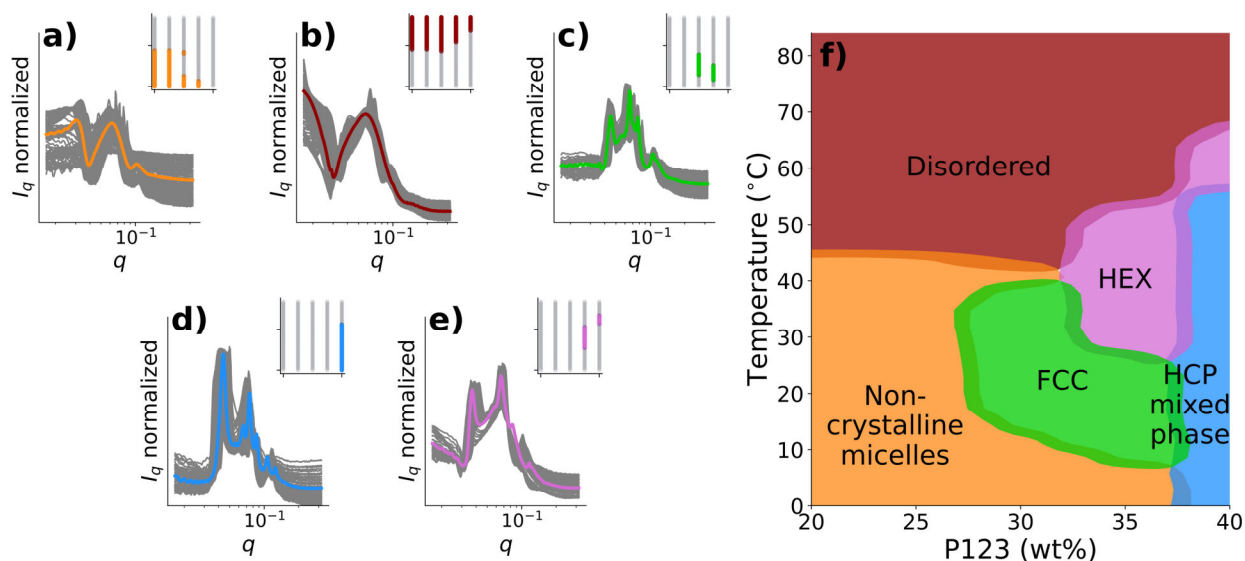 a)
I_q normalized
10⁻¹
q
b)
I_q normalized
10⁻¹
q
c)
I_q normalized
10⁻¹
q
d)
I_q normalized
10⁻¹
q
e)
I_q normalized
10⁻¹
q
f)
Temperature (°C)
80
70
60
50
40
30
20
10
0
Disordered
HEX
FCC
HCP
mixed
phase
Non-
crystalline
micelles
20
25
30
35
40
P123 (wt%)